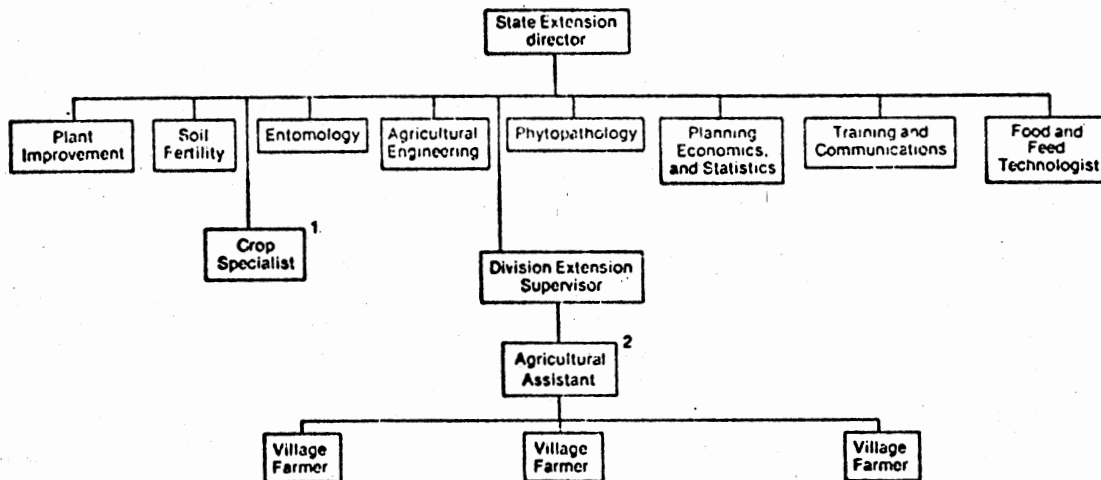 State Extension
director
Plant
Improvement
Soil
Fertility
Entomology
Agricultural
Engineering
Phytopathology
Planning
Economics,
and Statistics
Training and
Communications
Food and
Feed
Technologist
1
Crop
Specialist
Division Extension
Supervisor
2
Agricultural
Assistant
Village
Farmer
Village
Farmer
Village
Farmer